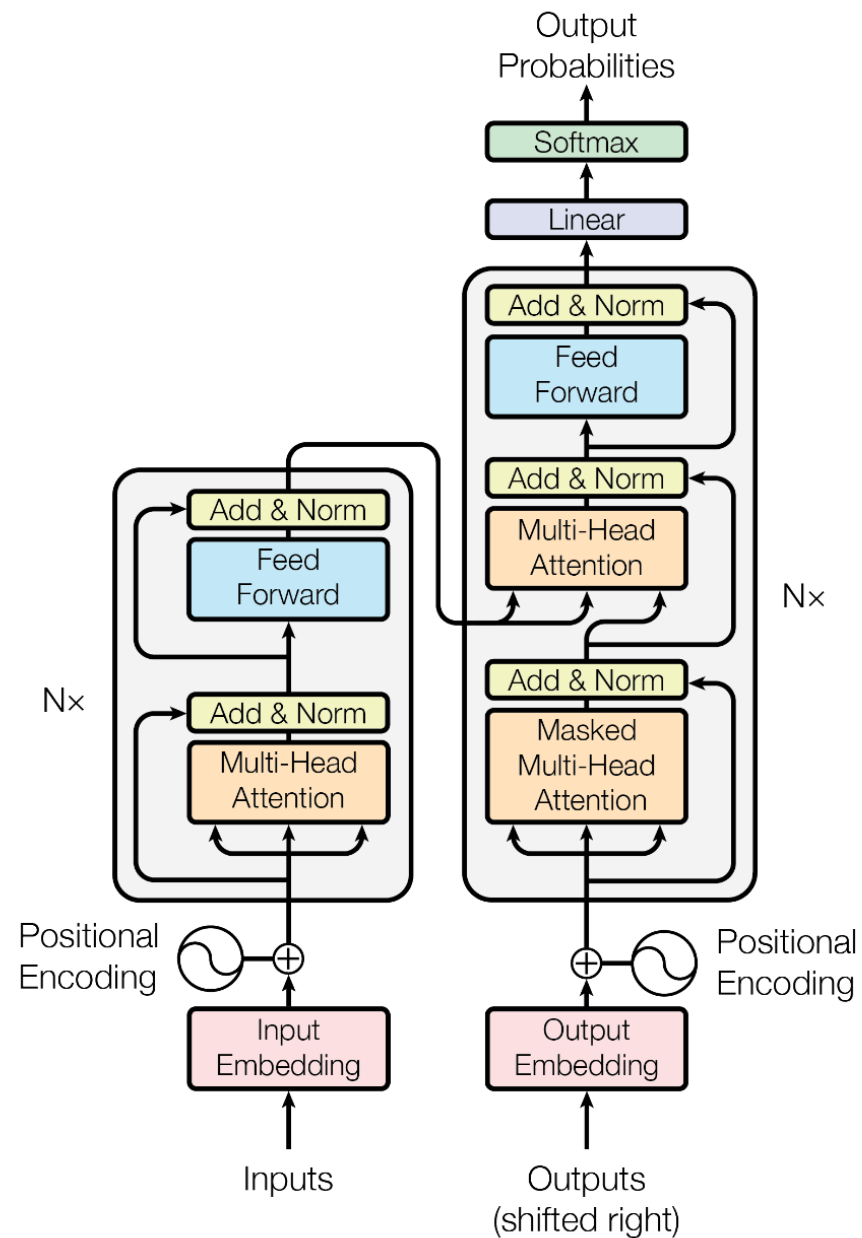 Output
Probabilities
Softmax
Linear
Add & Norm
Feed
Forward
Add & Norm
Multi-Head
Attention
Add & Norm
Masked
Multi-Head
Attention
Nx
Add & Norm
Feed
Forward
Add & Norm
Multi-Head
Attention
Nx
Positional
Encoding
Positional
Encoding
Input
Embedding
Output
Embedding
Inputs
Outputs
(shifted right)